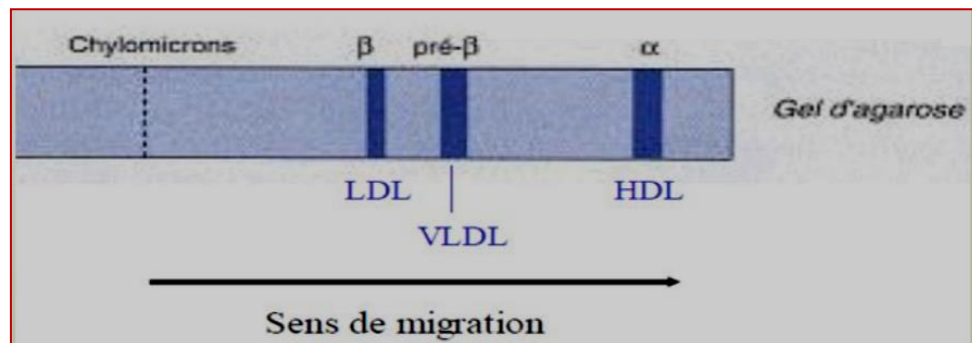 Chylomicrons β pré-β α
Gel d'agarose
LDL HDL
VLDL
Sens de migration